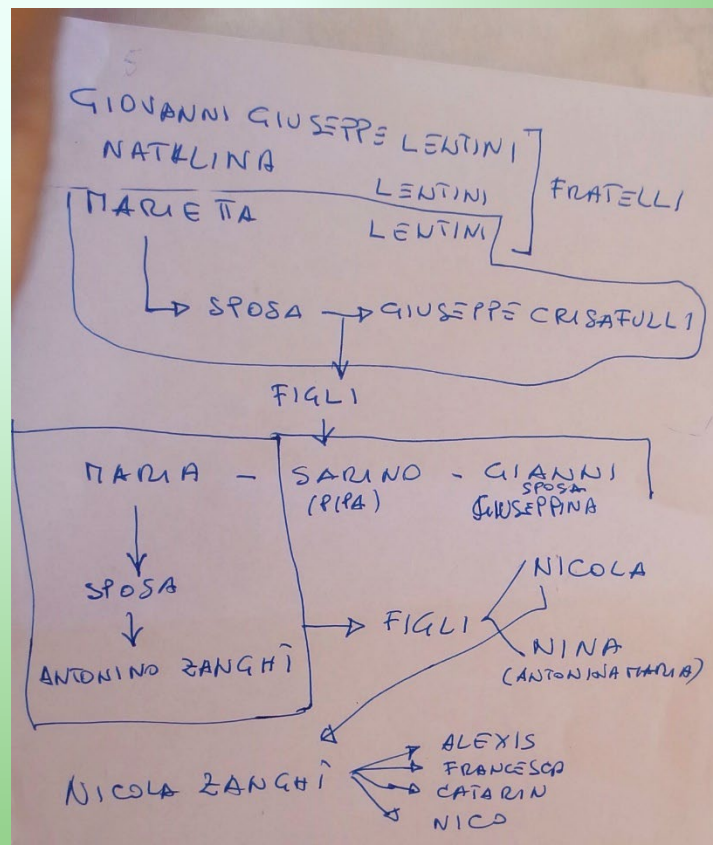 5
GIOVANNI GIUSEPPE LENTINI
NATALINA LENTINI
MARIETTA LENTINI
FRATELLI
SPOSA GIUSEPPE CRISAFULLI
FIGLI
MARIA - SARINO - GIANNI
(PIPA) SPOSA
GIUSEPPINA
SPOSA
ANTONINO ZANGHÌ
FIGLI
NICOLA
NINA
(ANTONINA MARIA)
NICOLA ZANGHÌ
ALEXIS
FRANCESCA
CATARIN
NICO